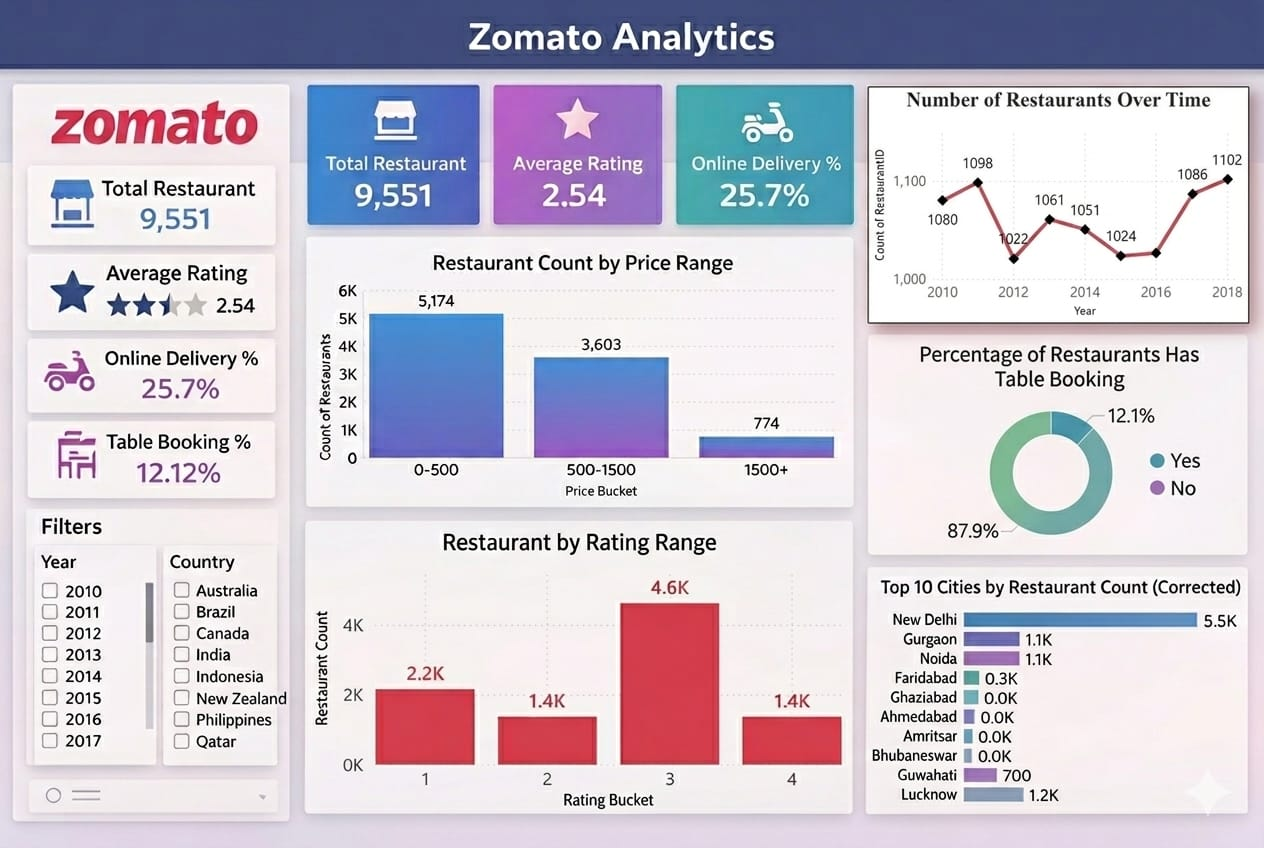 Zomato Analytics
zomato
Total Restaurant
9,551
Average Rating
2.54
Online Delivery %
25.7%
Table Booking %
12.12%
Filters
Year
2010
2011
2012
2013
2014
2015
2016
2017
Country
Australia
Brazil
Canada
India
Indonesia
New Zealand
Philippines
Qatar
Total Restaurant
9,551
Average Rating
2.54
Online Delivery %
25.7%
Restaurant Count by Price Range
Count of Restaurants
6K
5K
4K
3K
2K
1K
0
5,174
3,603
774
0-500
500-1500
1500+
Price Bucket
Restaurant by Rating Range
Restaurant Count
4K
2K
0K
2.2K
1.4K
4.6K
1.4K
1
2
3
4
Rating Bucket
Number of Restaurants Over Time
Count of RestaurantID
1,100
1,000
1080
1098
1022
1061
1051
1024
1086
1102
2010
2012
2014
2016
2018
Year
Percentage of Restaurants Has
Table Booking
12.1%
87.9%
Yes
No
Top 10 Cities by Restaurant Count (Corrected)
New Delhi 5.5K
Gurgaon 1.1K
Noida 1.1K
Faridabad 0.3K
Ghaziabad 0.0K
Ahmedabad 0.0K
Amritsar 0.0K
Bhubaneswar 0.0K
Guwahati 700
Lucknow 1.2K